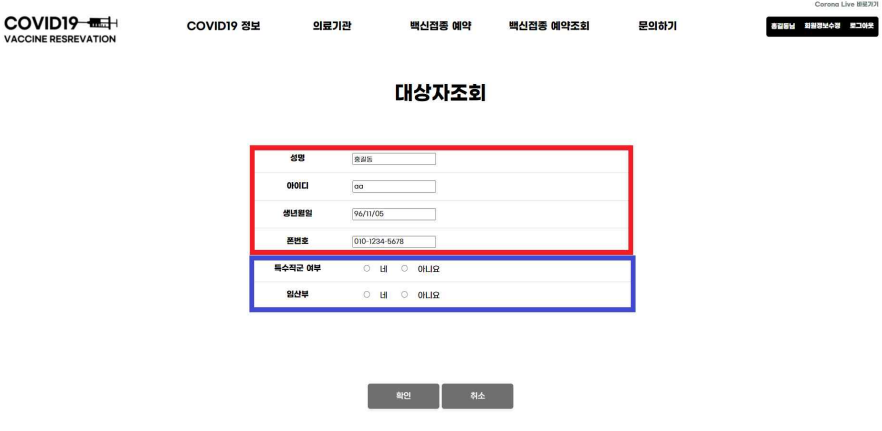 Corona Live 바로가기
COVID19
VACCINE RESREVATION
COVID19 정보 의료기관 백신접종 예약 백신접종 예약조회 문의하기
홍길동님 회원정보수정 로그아웃
대상자조회
성명 홍길동
아이디 aa
생년월일 96/11/05
폰번호 010-1234-5678
특수직군 여부 네 아니요
임산부 네 아니요
확인 취소